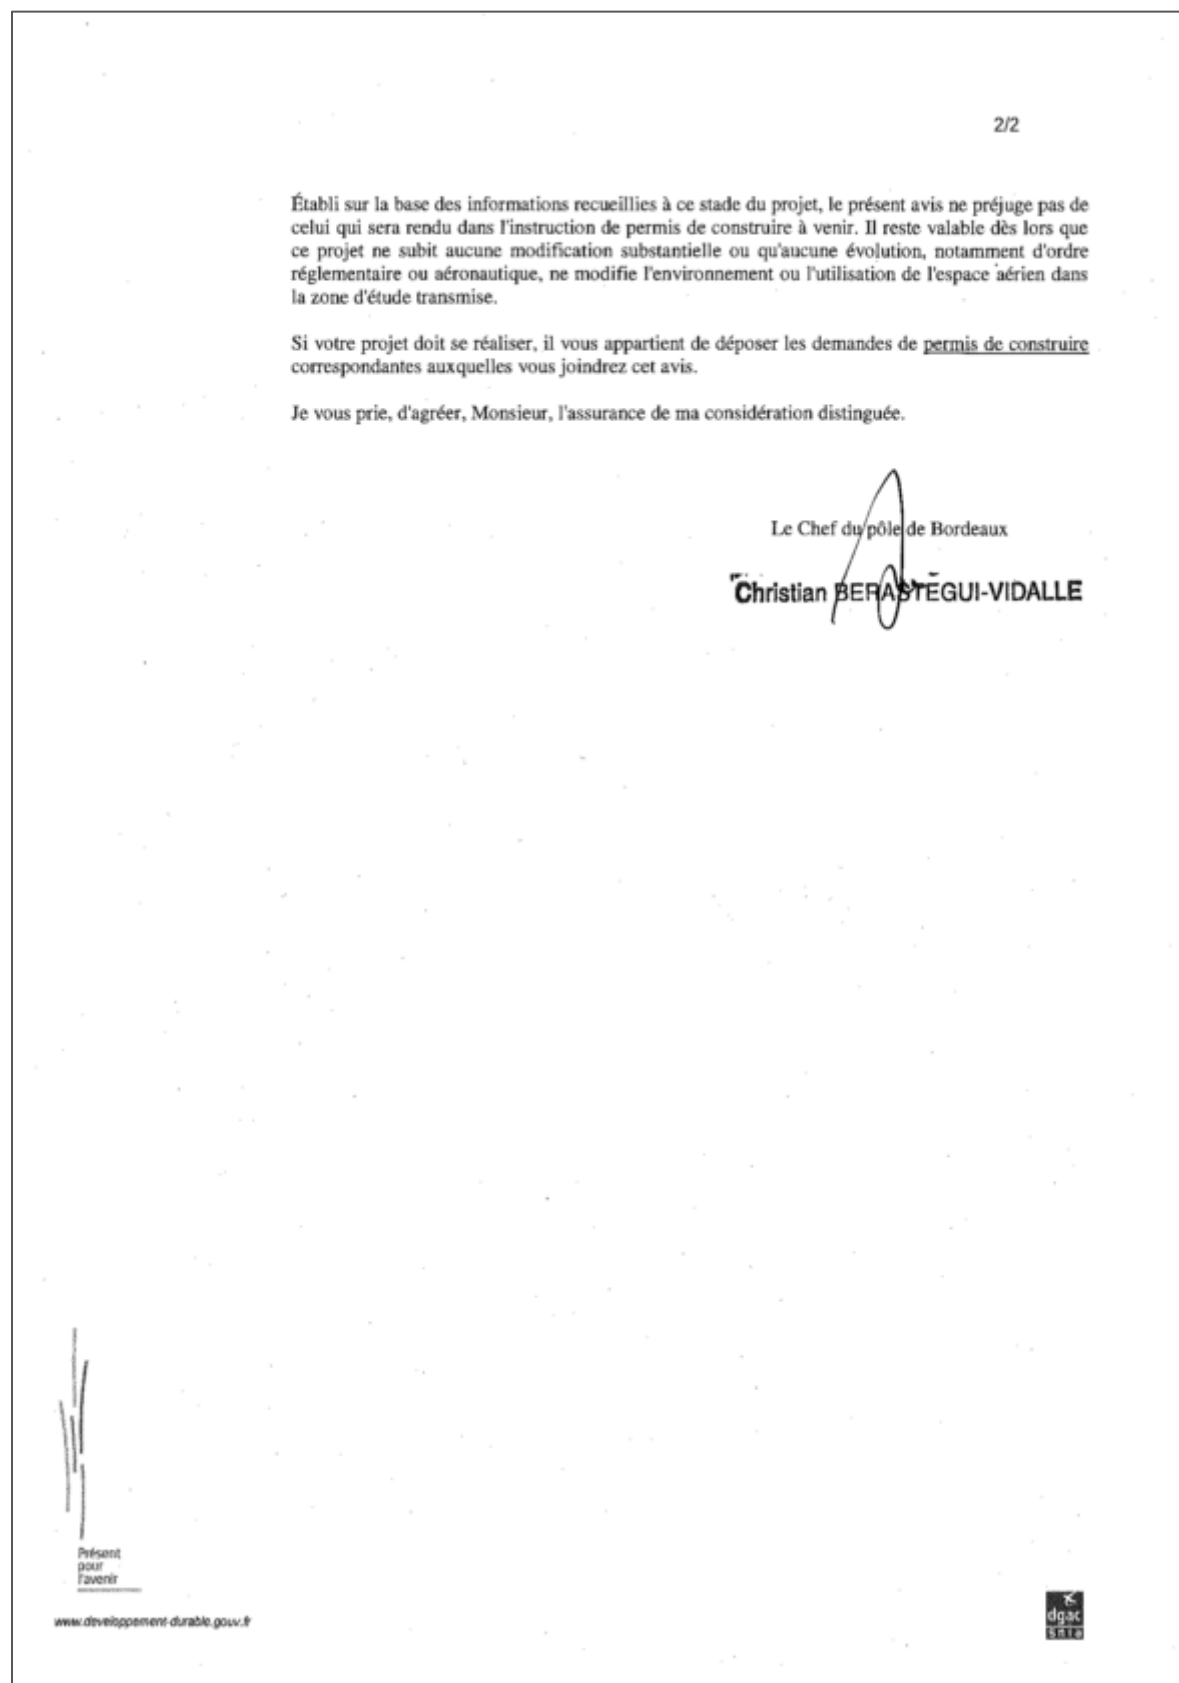 2/2
Établi sur la base des informations recueillies à ce stade du projet, le présent avis ne préjuge pas de
celui qui sera rendu dans l'instruction de permis de construire à venir. Il reste valable dès lors que
ce projet ne subit aucune modification substantielle ou qu'aucune évolution, notamment d'ordre
réglementaire ou aéronautique, ne modifie l'environnement ou l'utilisation de l'espace aérien dans
la zone d'étude transmise.
Si votre projet doit se réaliser, il vous appartient de déposer les demandes de permis de construire
correspondantes auxquelles vous joindrez cet avis.
Je vous prie, d'agréer, Monsieur, l'assurance de ma considération distinguée.
Le Chef du pôle de Bordeaux
Christian BERASTEGUI-VIDALLE
Présent
pour
l'avenir
www.developpement-durable.gouv.fr
dgac
snia